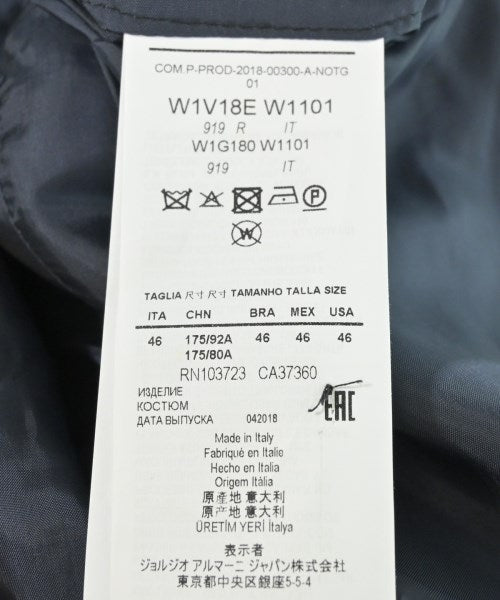 COM.P-PROD-2018-00300-A-NOTG
01
W1V18E W1101
919 R IT
W1G180 W1101
919 IT
W
TAGLIA 尺寸 尺寸 TAMANHO TALLA SIZE
ITA CHN BRA MEX USA
46 175/92A 46 46 46
175/80A
RN103723 CA37360
ИЗДЕЛИЕ
КОСТЮМ
ДАТА ВЫПУСКА 042018
EAC
Made in Italy
Fabriqué en Italie
Hecho en Italia
Origem Itália
原產地 意大利
原产地 意大利
ÜRETİM YERİ İtalya
表示者
ジョルジオ アルマーニ ジャパン株式会社
東京都中央区銀座5-5-4